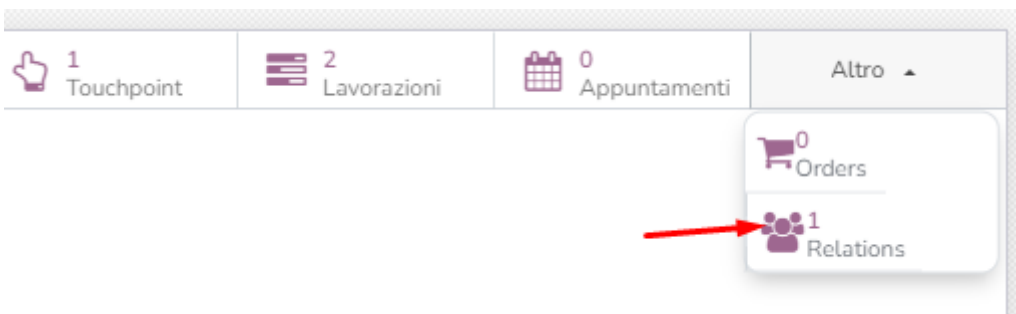 1
Touchpoint
2
Lavorazioni
0
Appuntamenti
Altro
0
Orders
1
Relations